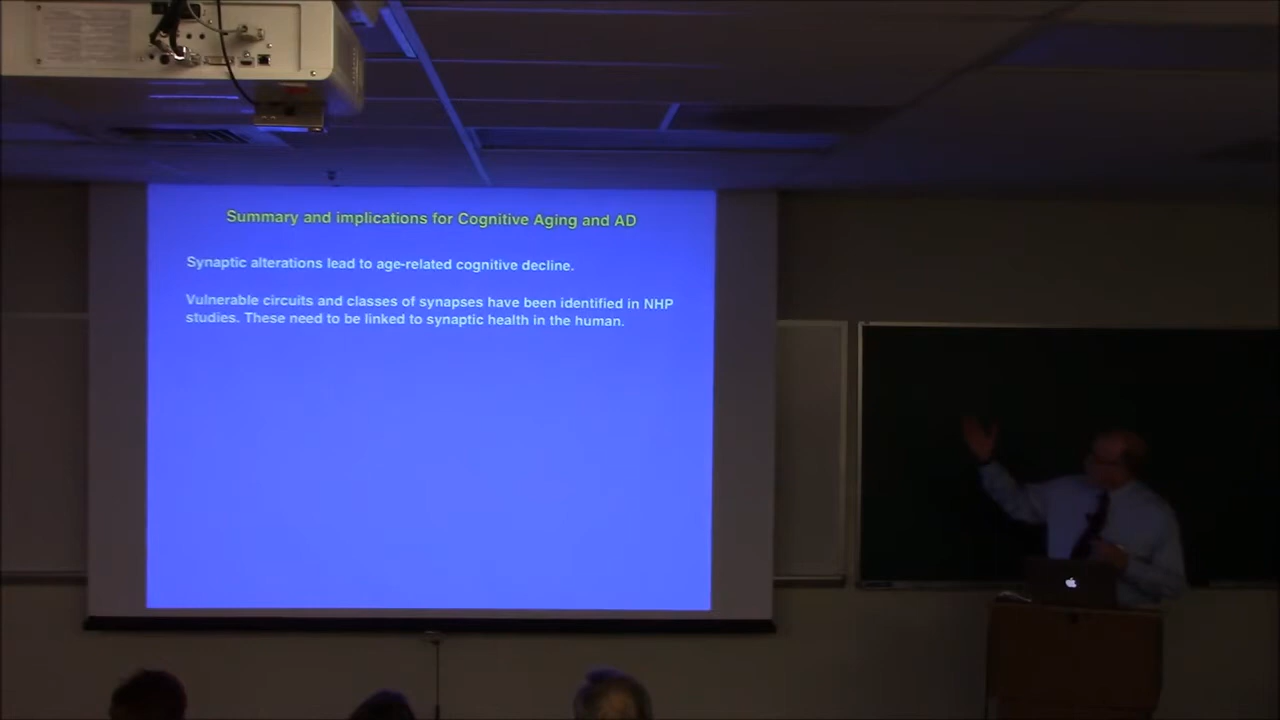 Summary and implications for Cognitive Aging and AD
Synaptic alterations lead to age-related cognitive decline.
Vulnerable circuits and classes of synapses have been identified in NHP
studies. These need to be linked to synaptic health in the human.